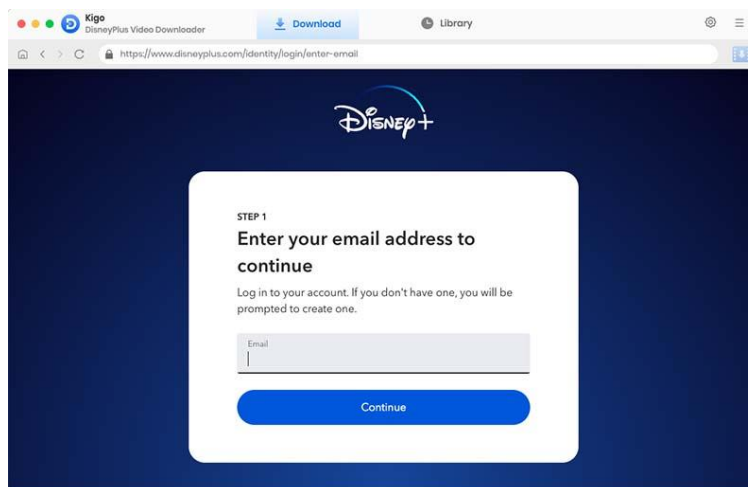 Kigo
DisneyPlus Video Downloader
Download
Library
https://www.disneyplus.com/identity/login/enter-email
Disney+
STEP 1
Enter your email address to
continue
Log in to your account. If you don't have one, you will be
prompted to create one.
Email
Continue